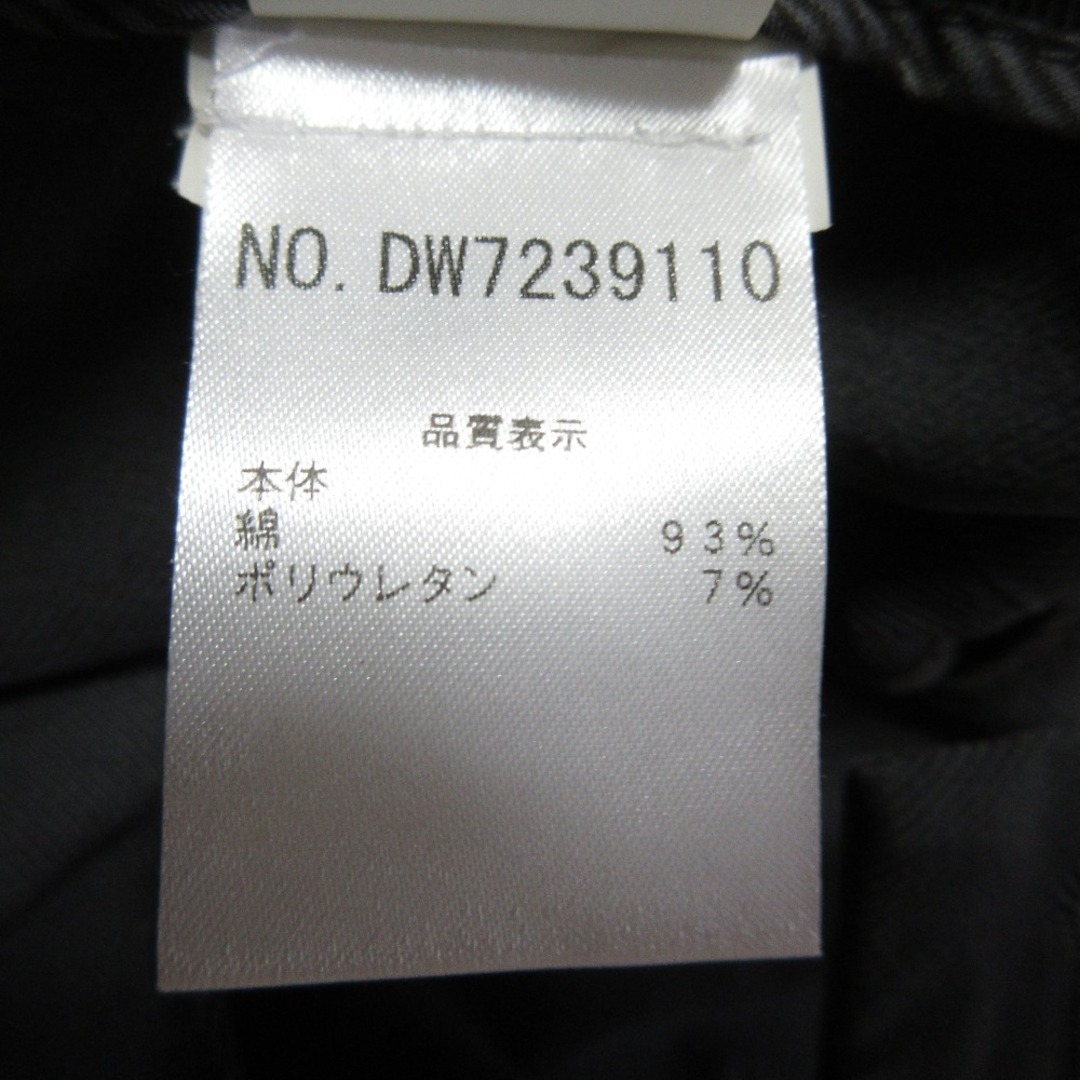 NO. DW7239110
品質表示
本体
綿 93%
ポリウレタン 7%